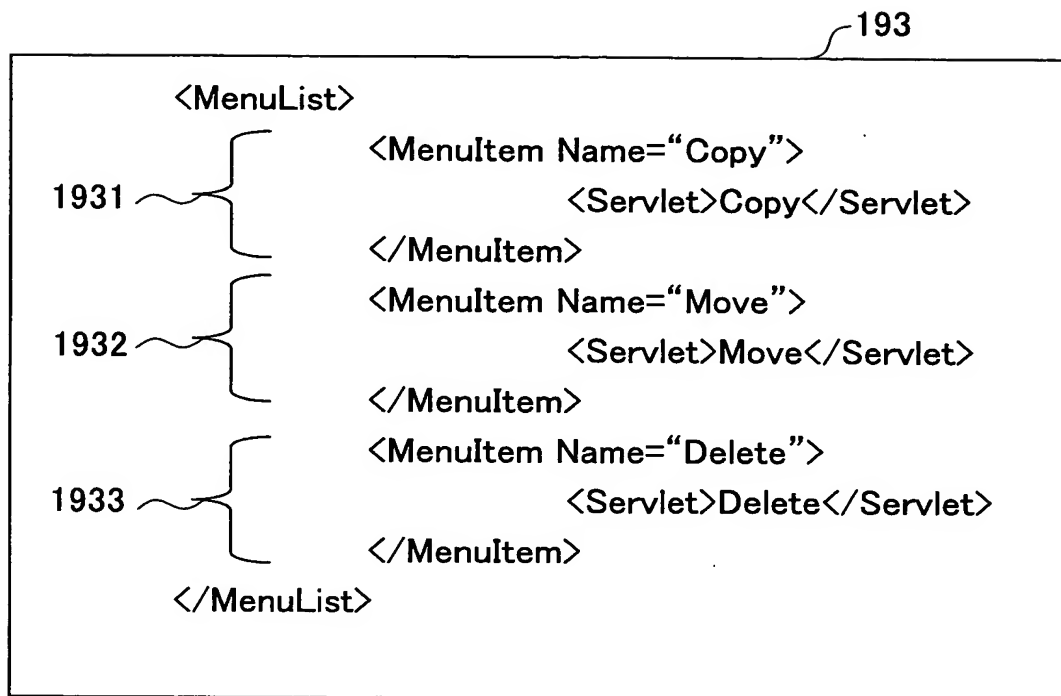 193
<MenuList>
<MenuItem Name=“Copy”>
1931
<Servlet>Copy</Servlet>
</MenuItem>
<MenuItem Name=“Move”>
1932
<Servlet>Move</Servlet>
</MenuItem>
<MenuItem Name=“Delete”>
1933
<Servlet>Delete</Servlet>
</MenuItem>
</MenuList>